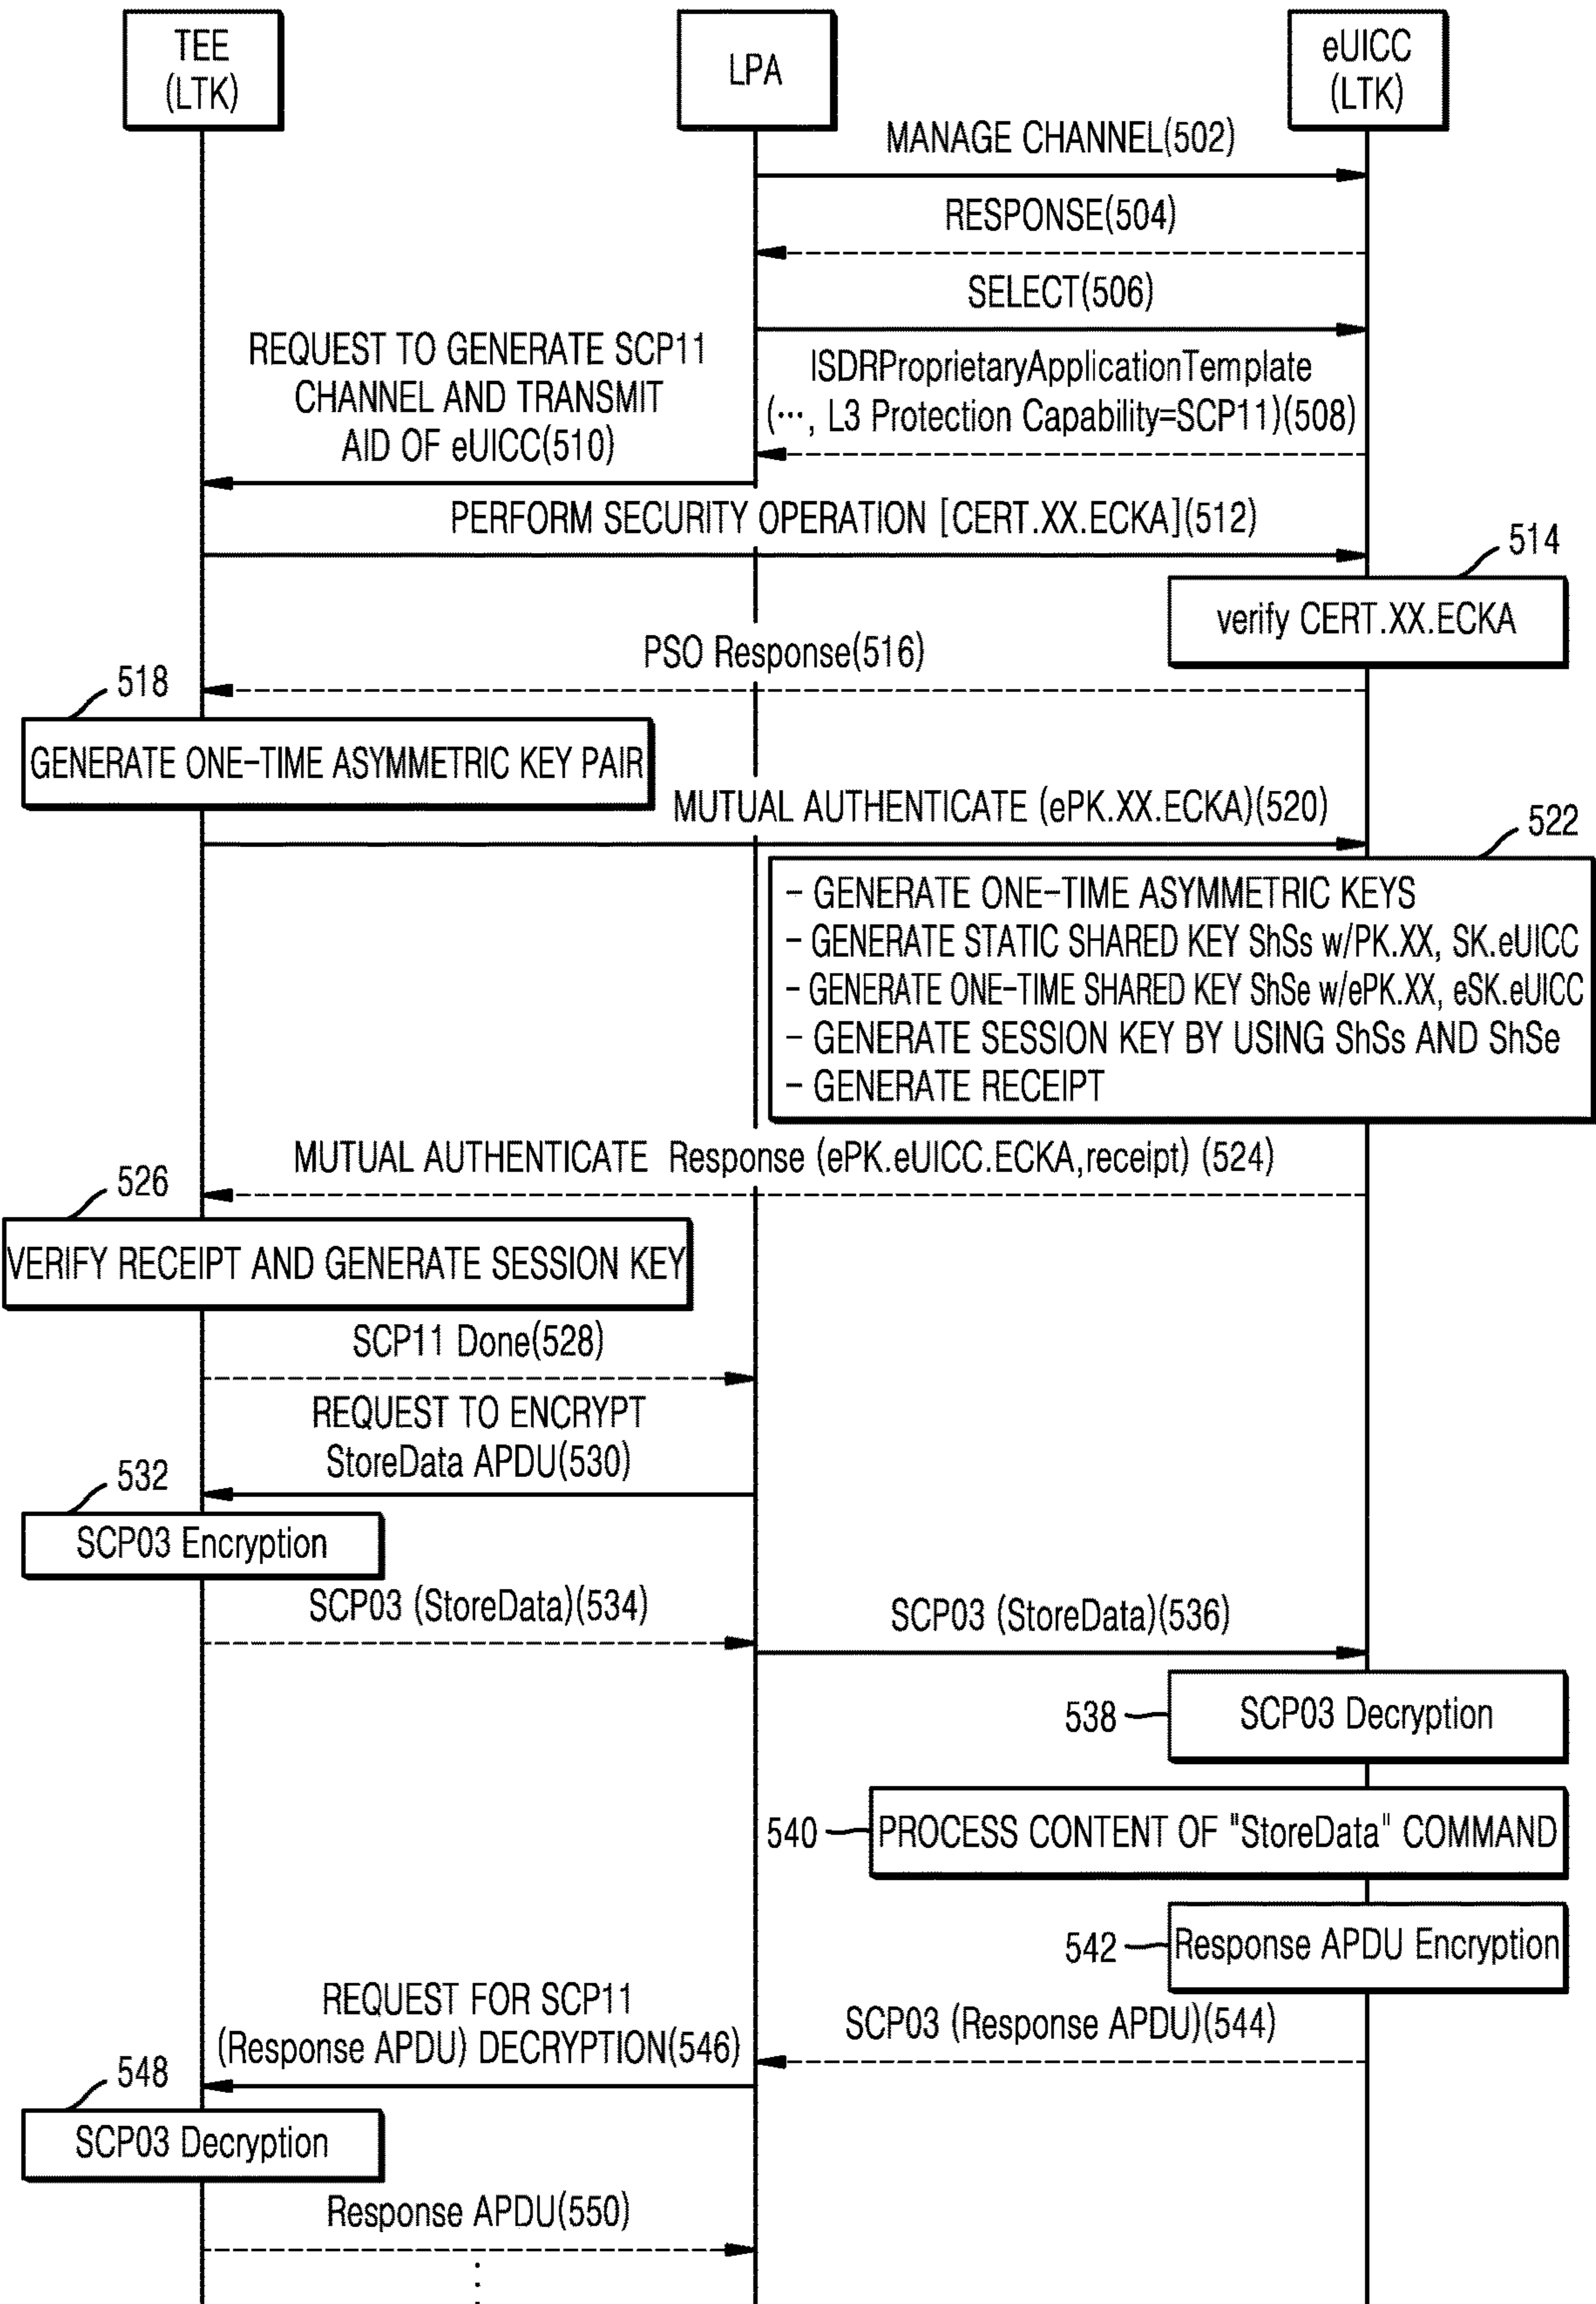 TEE
(LTK)
LPA
eUICC
(LTK)
MANAGE CHANNEL(502)
RESPONSE(504)
SELECT(506)
REQUEST TO GENERATE SCP11
CHANNEL AND TRANSMIT
AID OF eUICC(510)
ISDRProprietaryApplicationTemplate
(···, L3 Protection Capability=SCP11)(508)
PERFORM SECURITY OPERATION [CERT.XX.ECKA](512)
514
verify CERT.XX.ECKA
PSO Response(516)
518
GENERATE ONE-TIME ASYMMETRIC KEY PAIR
MUTUAL AUTHENTICATE (ePK.XX.ECKA)(520)
522
- GENERATE ONE-TIME ASYMMETRIC KEYS
- GENERATE STATIC SHARED KEY ShSs w/PK.XX, SK.eUICC
- GENERATE ONE-TIME SHARED KEY ShSe w/ePK.XX, eSK.eUICC
- GENERATE SESSION KEY BY USING ShSs AND ShSe
- GENERATE RECEIPT
MUTUAL AUTHENTICATE Response (ePK.eUICC.ECKA,receipt) (524)
526
VERIFY RECEIPT AND GENERATE SESSION KEY
SCP11 Done(528)
REQUEST TO ENCRYPT
StoreData APDU(530)
532
SCP03 Encryption
SCP03 (StoreData)(534)
SCP03 (StoreData)(536)
538
SCP03 Decryption
540
PROCESS CONTENT OF "StoreData" COMMAND
542
Response APDU Encryption
REQUEST FOR SCP11
(Response APDU) DECRYPTION(546)
SCP03 (Response APDU)(544)
548
SCP03 Decryption
Response APDU(550)